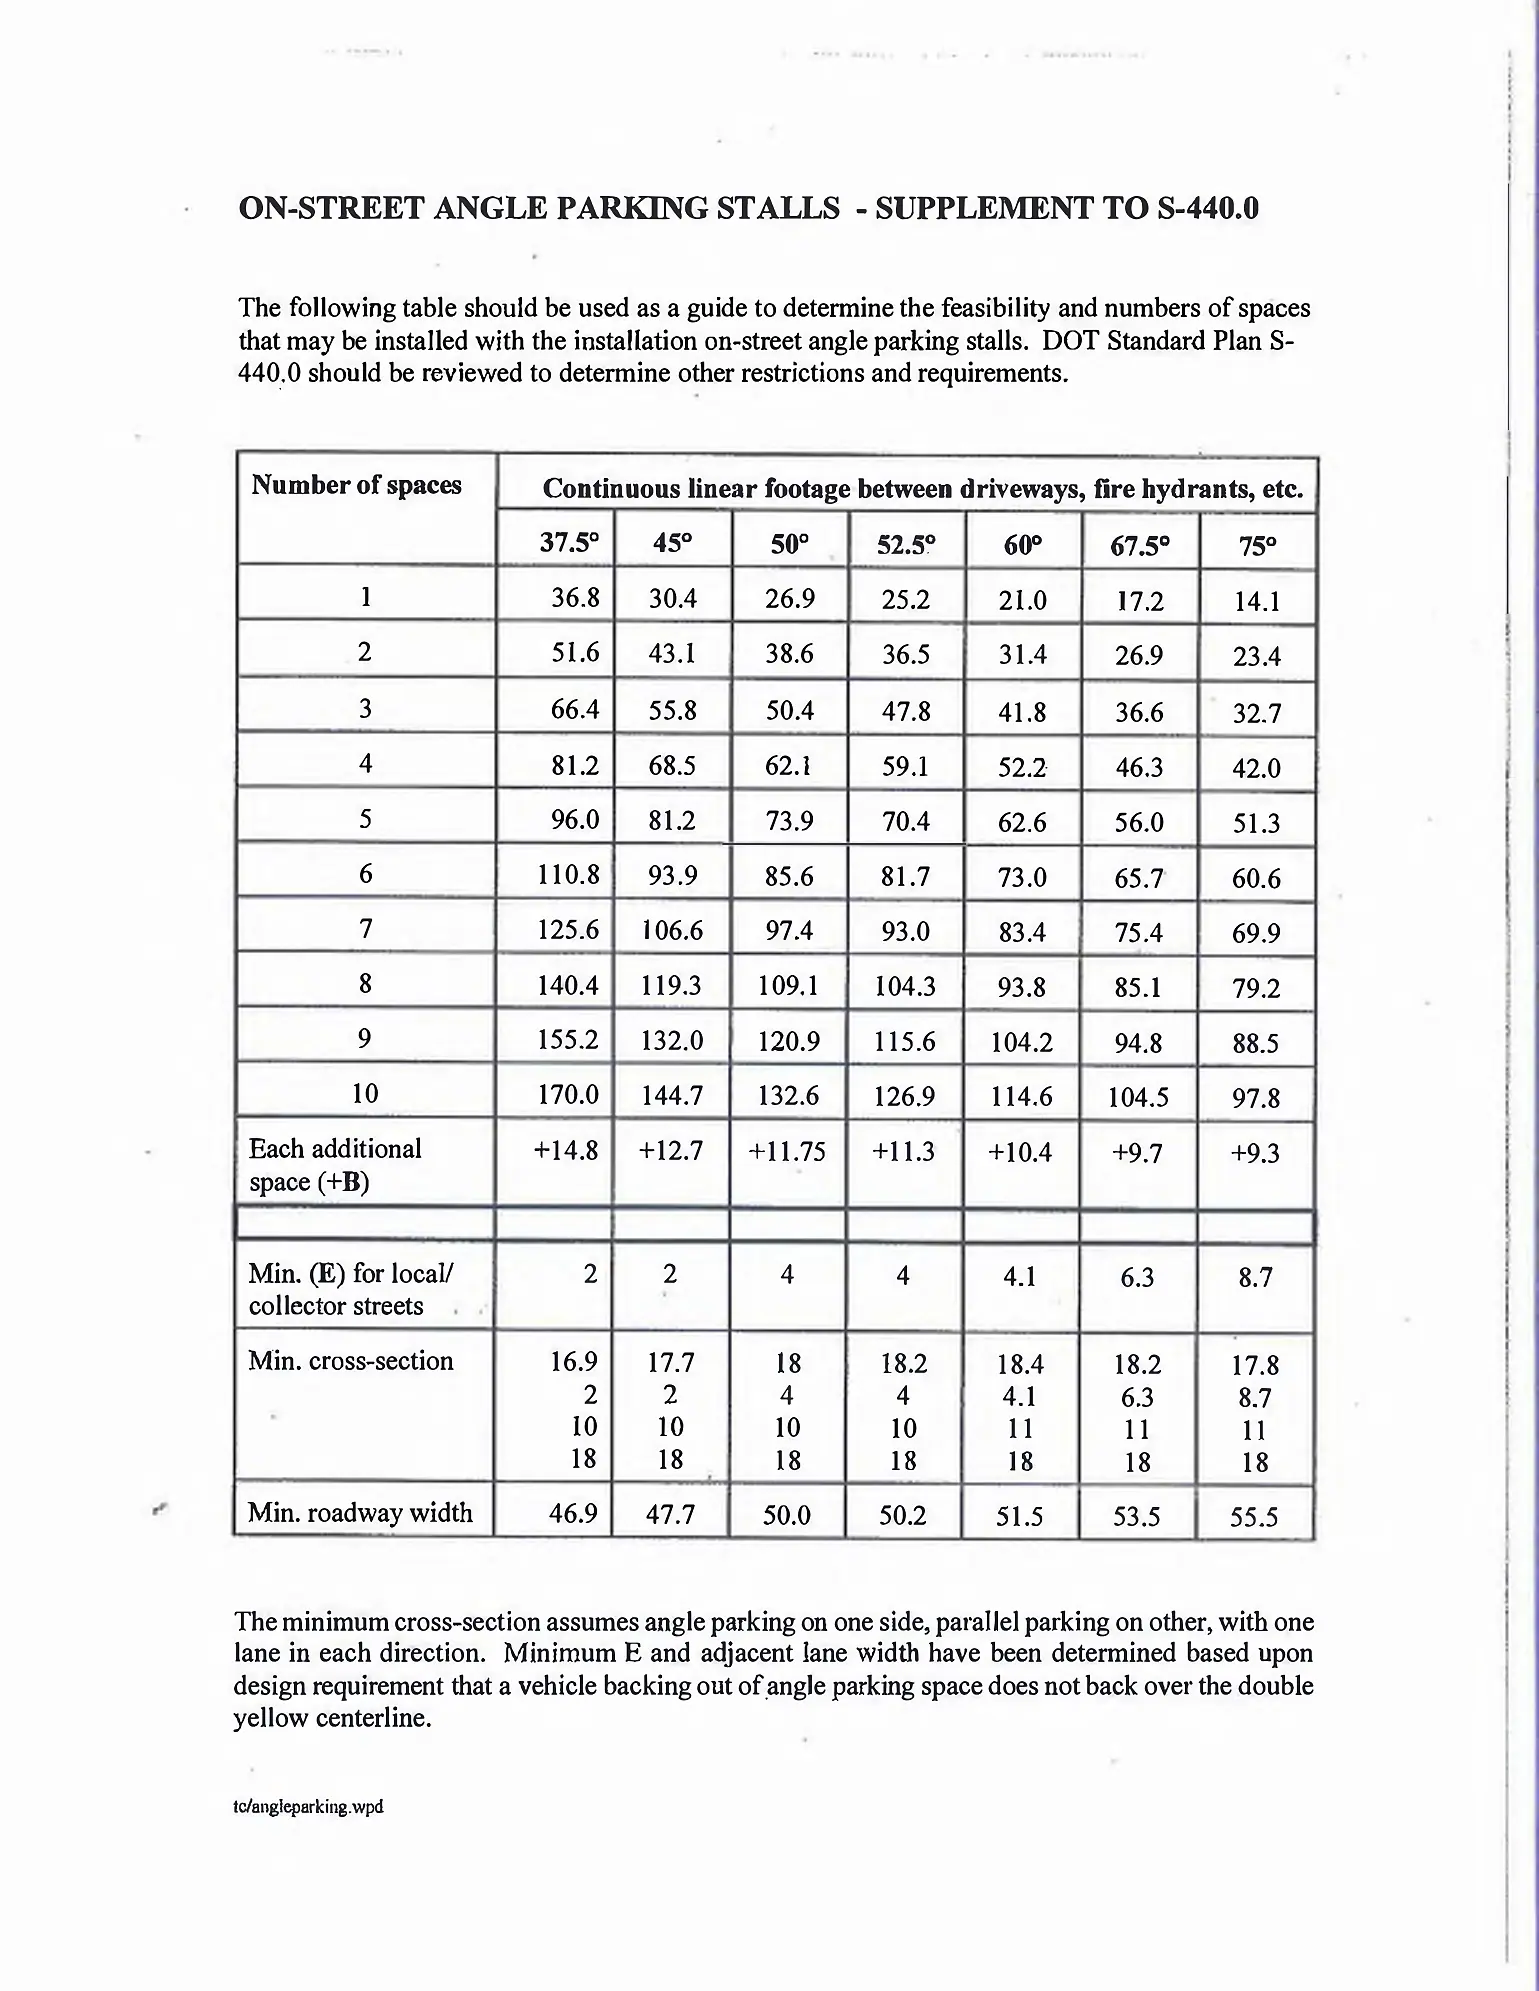 ON-STREET ANGLE PARKING STALLS - SUPPLEMENT TO S-440.0
The following table should be used as a guide to determine the feasibility and numbers of spaces
that may be installed with the installation on-street angle parking stalls. DOT Standard Plan S-
440.0 should be reviewed to determine other restrictions and requirements.
Number of spaces Continuous linear footage between driveways, fire hydrants, etc.
37.5° 45° 50° 52.5° 60° 67.5° 75°
1 36.8 30.4 26.9 25.2 21.0 17.2 14.1
2 51.6 43.1 38.6 36.5 31.4 26.9 23.4
3 66.4 55.8 50.4 47.8 41.8 36.6 32.7
4 81.2 68.5 62.1 59.1 52.2 46.3 42.0
5 96.0 81.2 73.9 70.4 62.6 56.0 51.3
6 110.8 93.9 85.6 81.7 73.0 65.7 60.6
7 125.6 106.6 97.4 93.0 83.4 75.4 69.9
8 140.4 119.3 109.1 104.3 93.8 85.1 79.2
9 155.2 132.0 120.9 115.6 104.2 94.8 88.5
10 170.0 144.7 132.6 126.9 114.6 104.5 97.8
Each additional +14.8 +12.7 +11.75 +11.3 +10.4 +9.7 +9.3
space (+B)
Min. (E) for local/ 2 2 4 4 4.1 6.3 8.7
collector streets
Min. cross-section 16.9 17.7 18 18.2 18.4 18.2 17.8
2 2 4 4 4.1 6.3 8.7
10 10 10 10 11 11 11
18 18 18 18 18 18 18
Min. roadway width 46.9 47.7 50.0 50.2 51.5 53.5 55.5
The minimum cross-section assumes angle parking on one side, parallel parking on other, with one
lane in each direction. Minimum E and adjacent lane width have been determined based upon
design requirement that a vehicle backing out of angle parking space does not back over the double
yellow centerline.
tc/angleparking.wpd